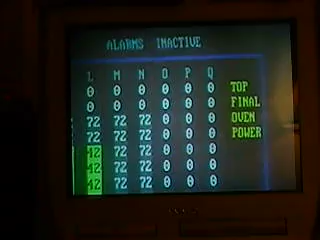 ALARMS INACTIVE
L M N O P Q
0 0 0 0 0 0 TOP
0 0 0 0 0 0 FINAL
72 72 72 0 0 0 OVEN
72 72 72 0 0 0 POWER
42 72 72 0 0 0
42 72 72 0 0 0
42 72 72 0 0 0